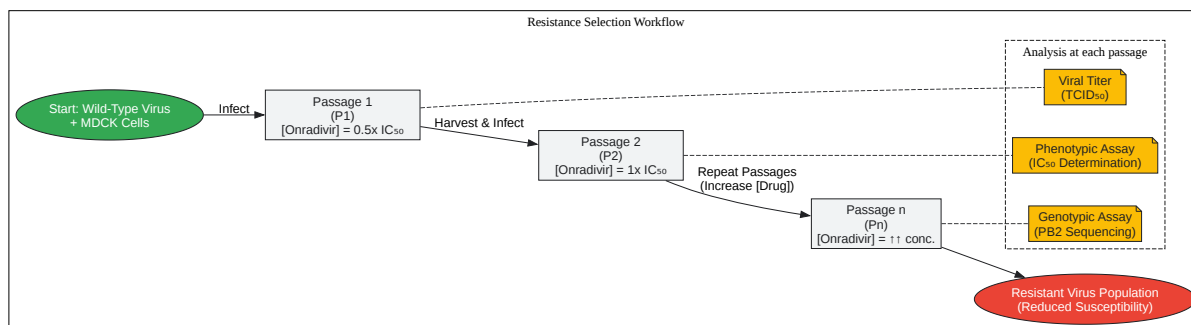 Resistance Selection Workflow
Start: Wild-Type Virus
+ MDCK Cells
Infect
Passage 1
(P1)
[Onradivir] = 0.5x IC₅₀
Harvest & Infect
Passage 2
(P2)
[Onradivir] = 1x IC₅₀
Repeat Passages
(Increase [Drug])
Passage n
(Pn)
[Onradivir] = ↑↑ conc.
Analysis at each passage
Viral Titer
(TCID₅₀)
Phenotypic Assay
(IC₅₀ Determination)
Genotypic Assay
(PB2 Sequencing)
Resistant Virus Population
(Reduced Susceptibility)